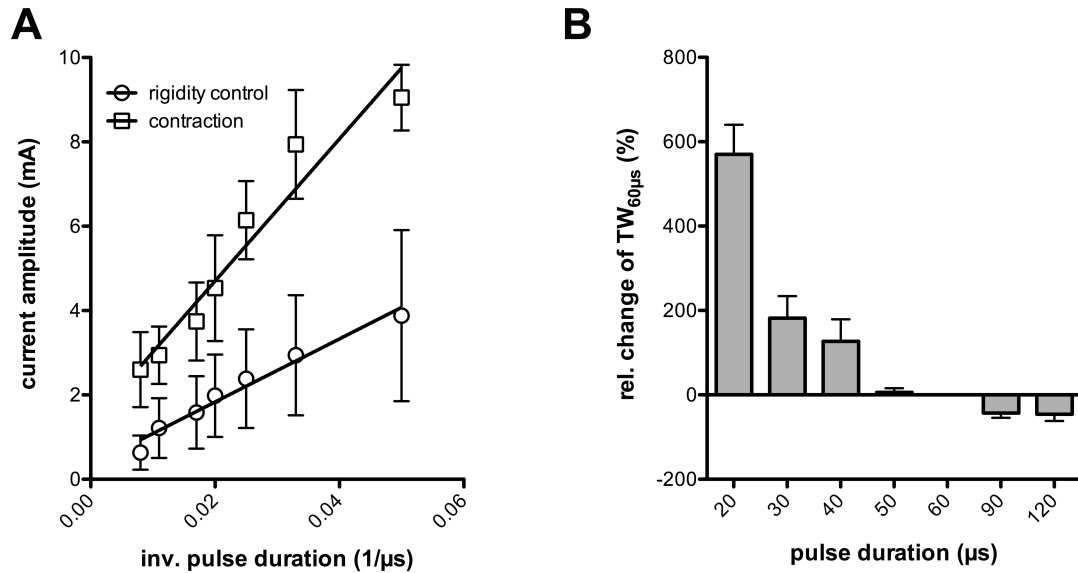 A
10
8
6
4
2
0
current amplitude (mA)
rigidity control
contraction
0.00
0.02
0.04
0.06
inv. pulse duration (1/µs)
B
800
600
400
200
0
-200
rel. change of TW60µs (%)
20
30
40
50
60
90
120
pulse duration (µs)